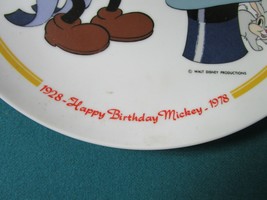 © WALT DISNEY PRODUCTIONS
1928 - Happy Birthday Mickey - 1978